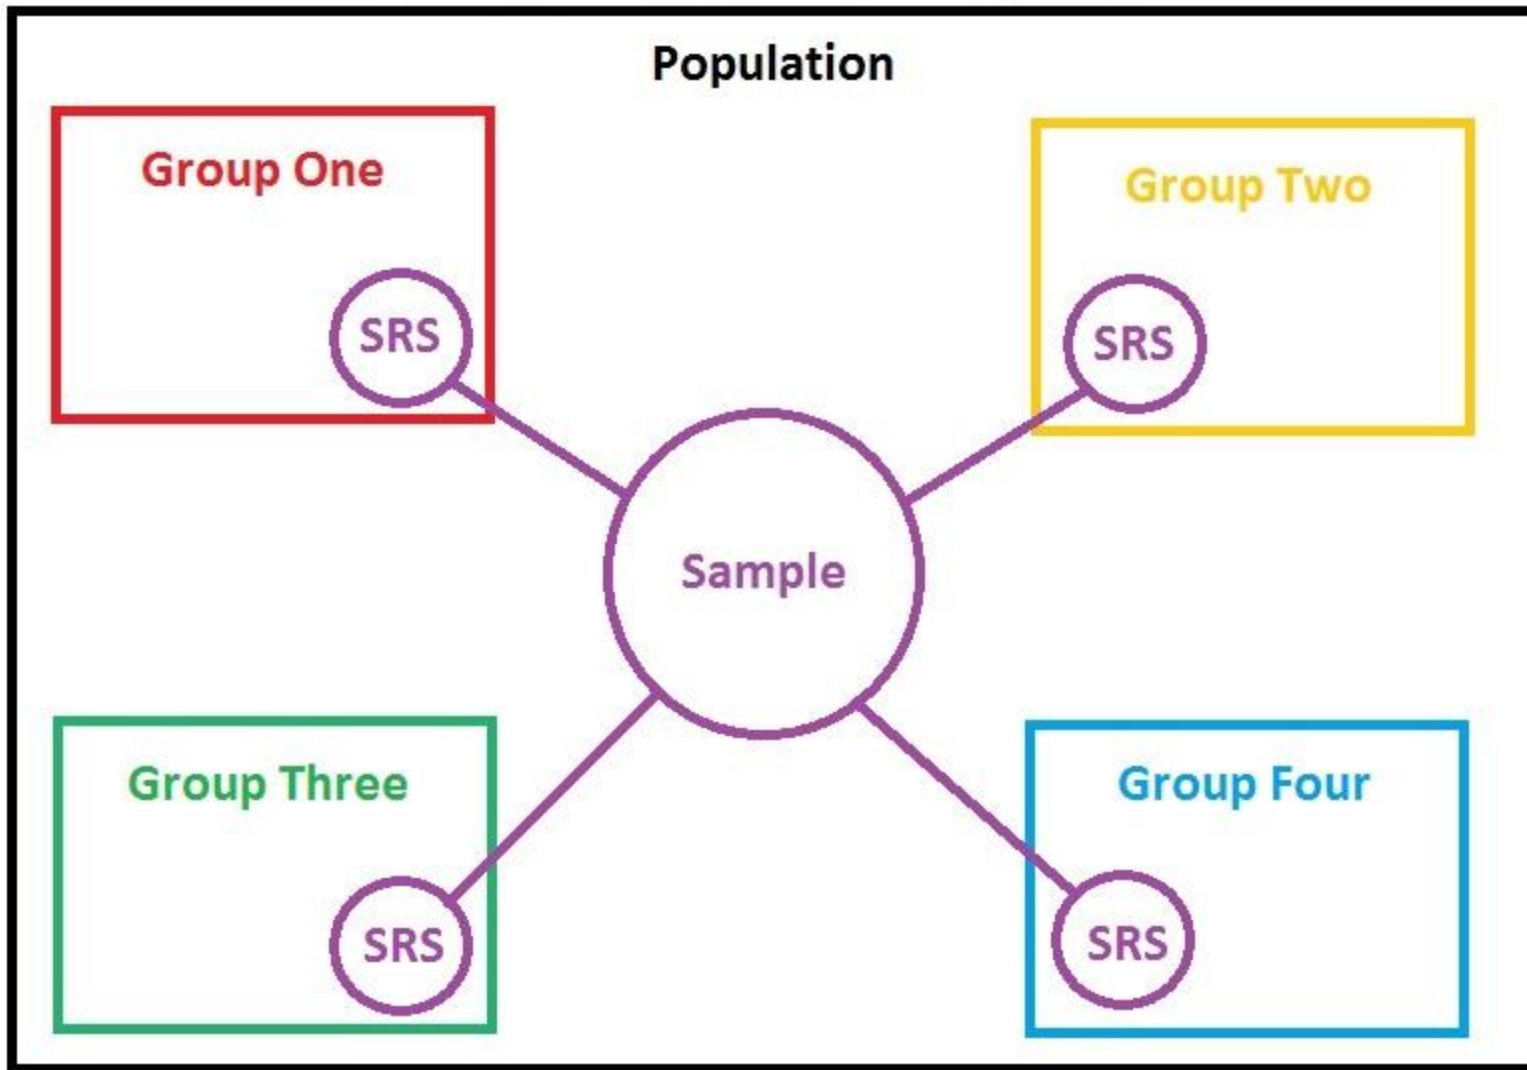 Population
Group One
Group Two
SRS
SRS
Sample
Group Three
Group Four
SRS
SRS